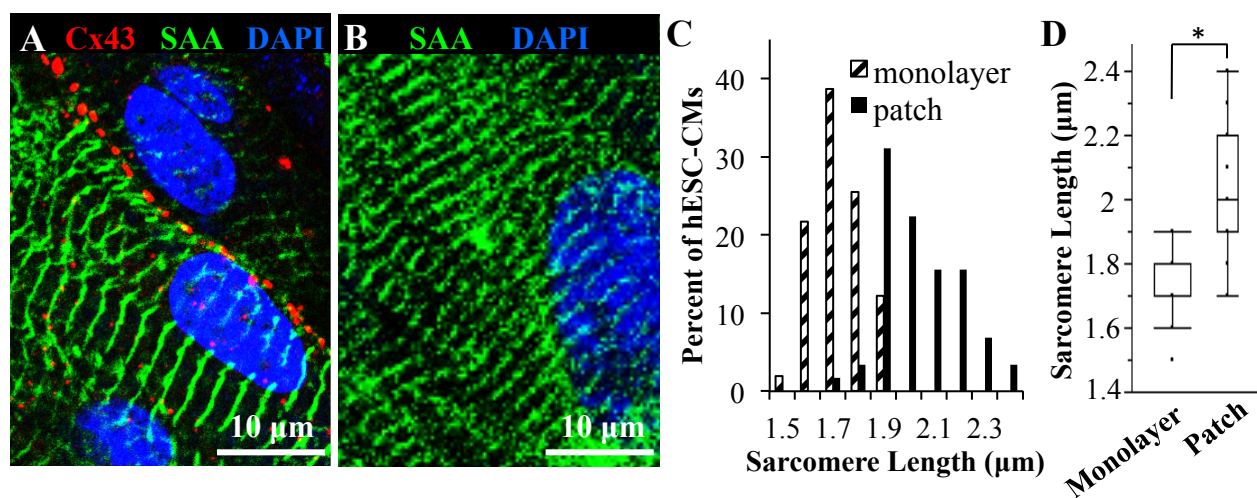 A Cx43 SAA DAPI
10 µm
B SAA DAPI
10 µm
C
Percent of hESC-CMs
40
30
20
10
0
monolayer
patch
1.5 1.7 1.9 2.1 2.3
Sarcomere Length (µm)
D
*
Sarcomere Length (µm)
2.4
2.2
2
1.8
1.6
1.4
Monolayer
Patch